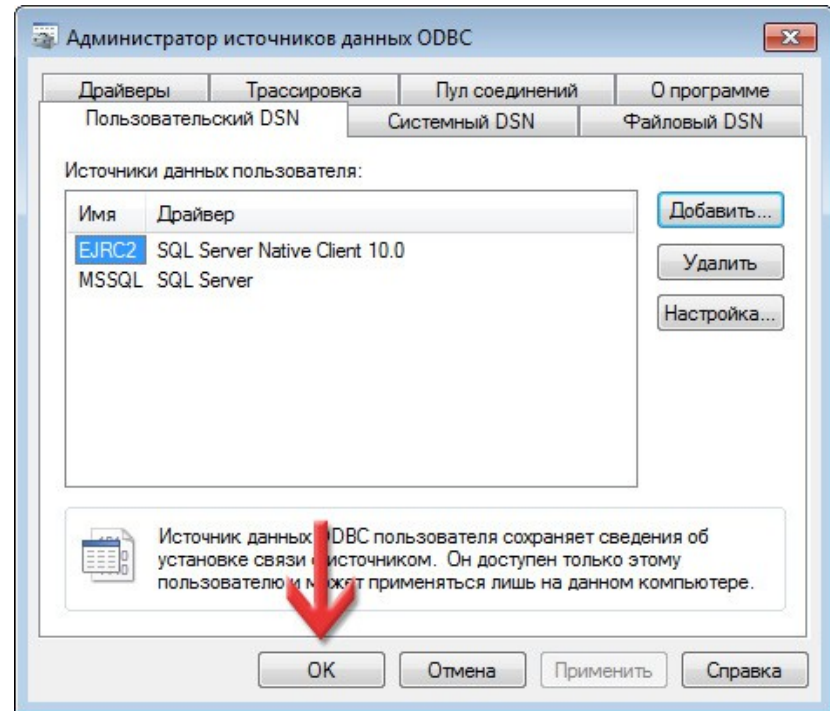 Администратор источников данных ODBC
Драйверы Трассировка Пул соединений О программе
Пользовательский DSN Системный DSN Файловый DSN
Источники данных пользователя:
Имя Драйвер
EJRC2 SQL Server Native Client 10.0
MSSQL SQL Server
Добавить...
Удалить
Настройка...
Источник данных ODBC пользователя сохраняет сведения об
установке связи с источником. Он доступен только этому
пользователю и может применяться лишь на данном компьютере.
OK Отмена Применить Справка